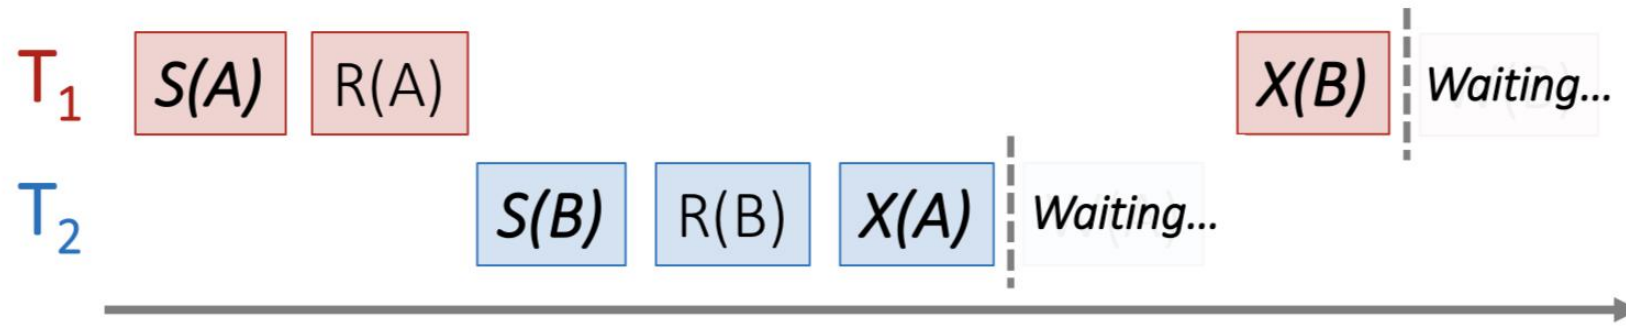 T1 S(A) R(A) X(B) Waiting...
T2 S(B) R(B) X(A) Waiting...